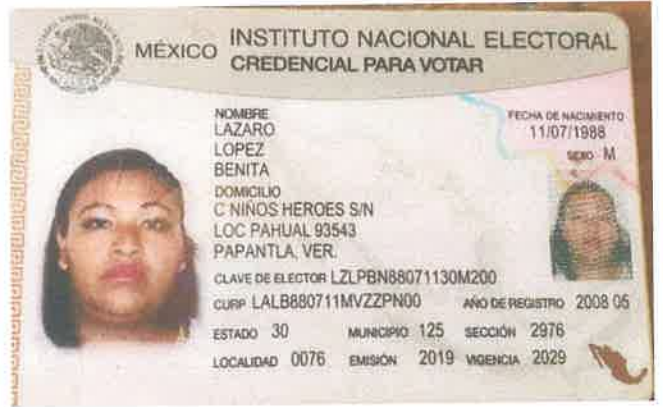 MÉXICO
INSTITUTO NACIONAL ELECTORAL
CREDENCIAL PARA VOTAR
NOMBRE
LAZARO
LOPEZ
BENITA
FECHA DE NACIMIENTO
11/07/1988
SEXO M
DOMICILIO
C NIÑOS HEROES S/N
LOC PAHUAL 93543
PAPANTLA, VER.
CLAVE DE ELECTOR LZLPBN88071130M200
CURP LALB880711MVZZPN00 AÑO DE REGISTRO 2008 05
ESTADO 30 MUNICIPIO 125 SECCIÓN 2976
LOCALIDAD 0076 EMISIÓN 2019 VIGENCIA 2029